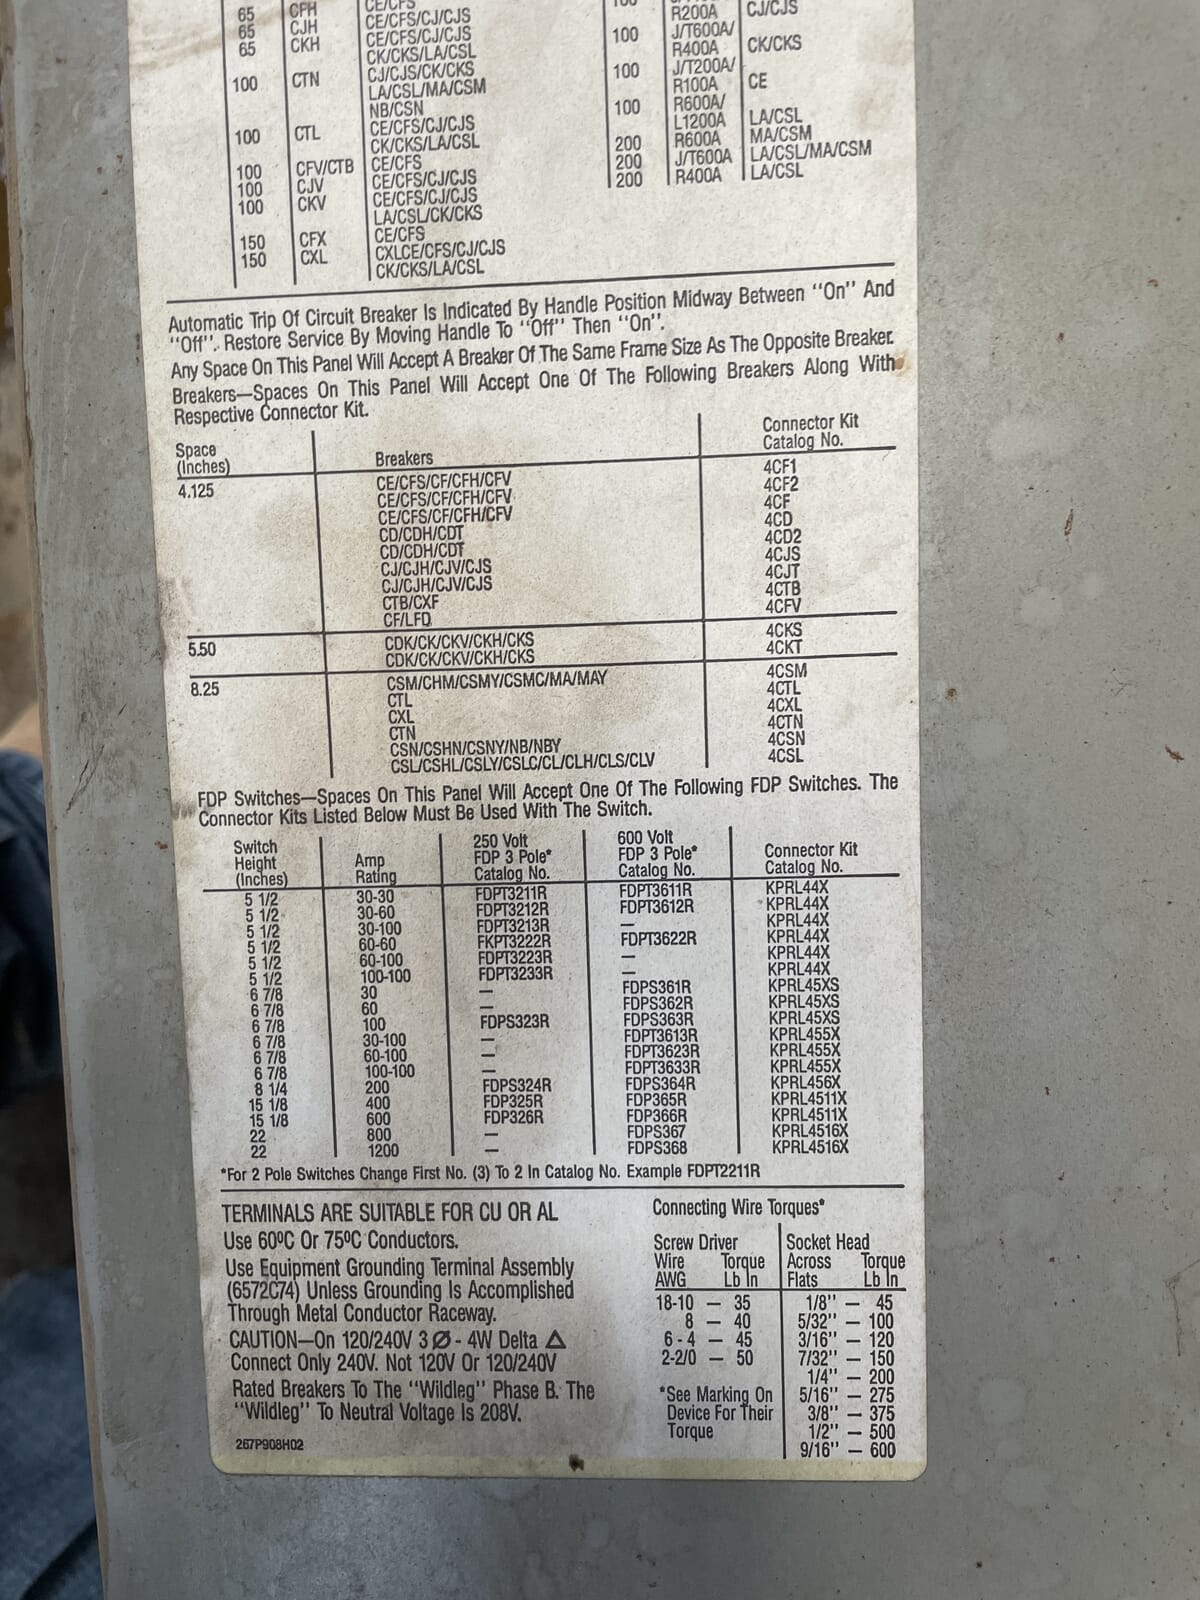 65 CFH CE/CFS
65 CJH CE/CFS/CJ/CJS
65 CKH CE/CFS/CJ/CJS
CK/CKS/LA/CSL
100 CTN CJ/CJS/CK/CKS
LA/CSL/MA/CSM
NB/CSN
100 CTL CE/CFS/CJ/CJS
CK/CKS/LA/CSL
100 CFV/CTB CE/CFS
100 CJV CE/CFS/CJ/CJS
100 CKV CE/CFS/CJ/CJS
LA/CSL/CK/CKS
150 CFX CE/CFS
150 CXL CXLCE/CFS/CJ/CJS
CK/CKS/LA/CSL
100
R200A CJ/CJS
100 J/T600A/
R400A CK/CKS
100 J/T200A/
R100A CE
100 R600A/
L1200A LA/CSL
200 R600A MA/CSM
200 J/T600A LA/CSL/MA/CSM
200 R400A LA/CSL
Automatic Trip Of Circuit Breaker Is Indicated By Handle Position Midway Between "On" And
"Off". Restore Service By Moving Handle To "Off" Then "On".
Any Space On This Panel Will Accept A Breaker Of The Same Frame Size As The Opposite Breaker.
Breakers—Spaces On This Panel Will Accept One Of The Following Breakers Along With
Respective Connector Kit.
Space
(Inches) Breakers Connector Kit
Catalog No.
4.125 CE/CFS/CF/CFH/CFV 4CF1
CE/CFS/CF/CFH/CFV 4CF2
CE/CFS/CF/CFH/CFV 4CF
CD/CDH/CDT 4CD
CD/CDH/CDT 4CD2
CJ/CJH/CJV/CJS 4CJS
CJ/CJH/CJV/CJS 4CJT
CTB/CXF 4CTB
CF/LFD 4CFV
5.50 CDK/CK/CKV/CKH/CKS 4CKS
CDK/CK/CKV/CKH/CKS 4CKT
8.25 CSM/CHM/CSMY/CSMC/MA/MAY 4CSM
CTL 4CTL
CXL 4CXL
CTN 4CTN
CSN/CSHN/CSNY/NB/NBY 4CSN
CSL/CSHL/CSLY/CSLC/CL/CLH/CLS/CLV 4CSL
FDP Switches—Spaces On This Panel Will Accept One Of The Following FDP Switches. The
Connector Kits Listed Below Must Be Used With The Switch.
Switch
Height
(Inches) Amp
Rating 250 Volt
FDP 3 Pole*
Catalog No. 600 Volt
FDP 3 Pole*
Catalog No. Connector Kit
Catalog No.
5 1/2 30-30 FDPT3211R FDPT3611R KPRL44X
5 1/2 30-60 FDPT3212R FDPT3612R KPRL44X
5 1/2 30-100 FDPT3213R — KPRL44X
5 1/2 60-60 FKPT3222R FDPT3622R KPRL44X
5 1/2 60-100 FDPT3223R — KPRL44X
5 1/2 100-100 FDPT3233R — KPRL44X
6 7/8 30 — FDPS361R KPRL45XS
6 7/8 60 — FDPS362R KPRL45XS
6 7/8 100 FDPS323R FDPS363R KPRL45XS
6 7/8 30-100 — FDPT3613R KPRL455X
6 7/8 60-100 — FDPT3623R KPRL455X
6 7/8 100-100 — FDPT3633R KPRL455X
8 1/4 200 FDPS324R FDPS364R KPRL456X
15 1/8 400 FDP325R FDP365R KPRL4511X
15 1/8 600 FDP326R FDP366R KPRL4511X
22 800 — FDPS367 KPRL4516X
22 1200 — FDPS368 KPRL4516X
*For 2 Pole Switches Change First No. (3) To 2 In Catalog No. Example FDPT2211R
TERMINALS ARE SUITABLE FOR CU OR AL
Use 60ºC Or 75ºC Conductors.
Use Equipment Grounding Terminal Assembly
(6572C74) Unless Grounding Is Accomplished
Through Metal Conductor Raceway.
CAUTION—On 120/240V 3 Ø - 4W Delta △
Connect Only 240V. Not 120V Or 120/240V
Rated Breakers To The "Wildleg" Phase B. The
"Wildleg" To Neutral Voltage Is 208V.
267P908H02
Connecting Wire Torques*
Screw Driver
Wire Torque
AWG Lb In
18-10 — 35
8 — 40
6 - 4 — 45
2-2/0 — 50
*See Marking On
Device For Their
Torque
Socket Head
Across Torque
Flats Lb In
1/8" — 45
5/32" — 100
3/16" — 120
7/32" — 150
1/4" — 200
5/16" — 275
3/8" — 375
1/2" — 500
9/16" — 600